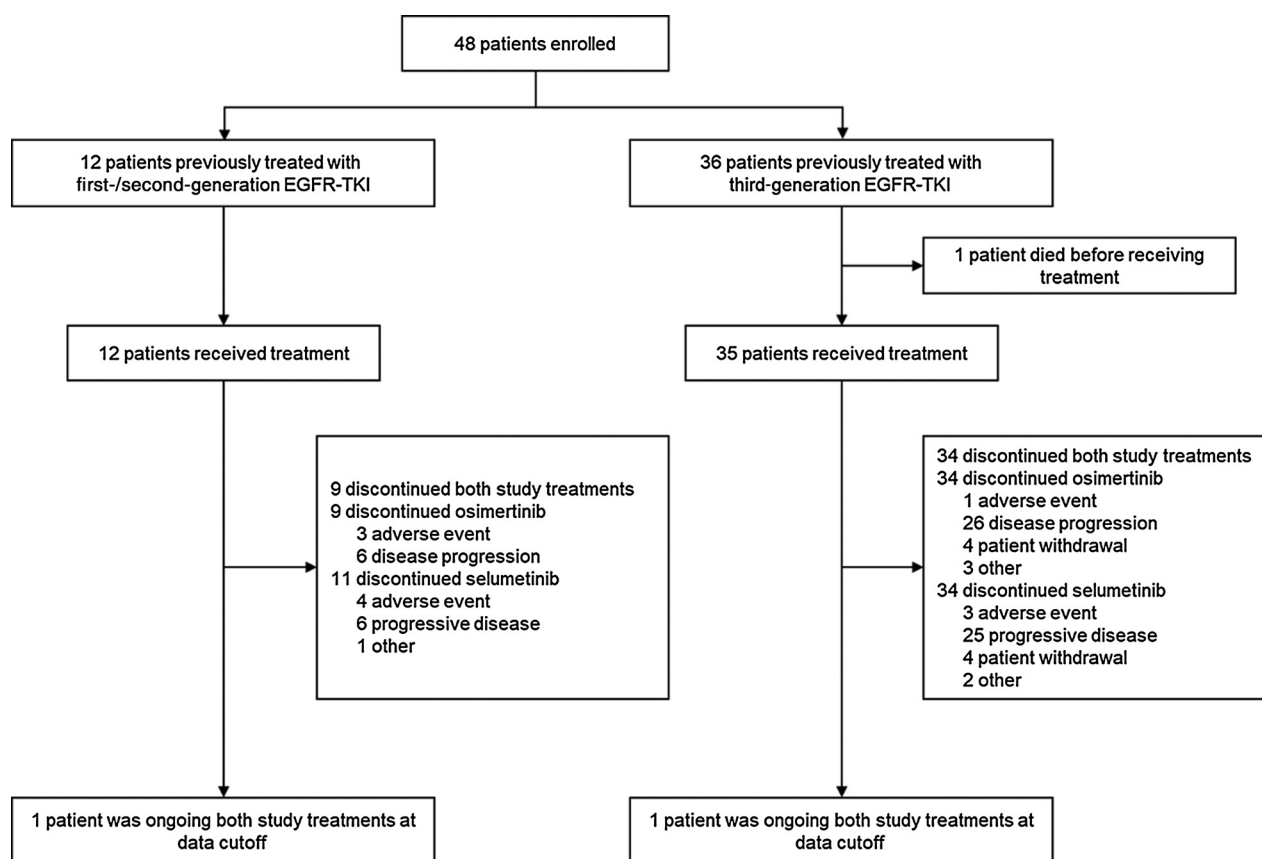 48 patients enrolled
12 patients previously treated with
first-/second-generation EGFR-TKI
36 patients previously treated with
third-generation EGFR-TKI
1 patient died before receiving
treatment
12 patients received treatment
35 patients received treatment
9 discontinued both study treatments
9 discontinued osimertinib
3 adverse event
6 disease progression
11 discontinued selumetinib
4 adverse event
6 progressive disease
1 other
34 discontinued both study treatments
34 discontinued osimertinib
1 adverse event
26 disease progression
4 patient withdrawal
3 other
34 discontinued selumetinib
3 adverse event
25 progressive disease
4 patient withdrawal
2 other
1 patient was ongoing both study treatments at
data cutoff
1 patient was ongoing both study treatments at
data cutoff